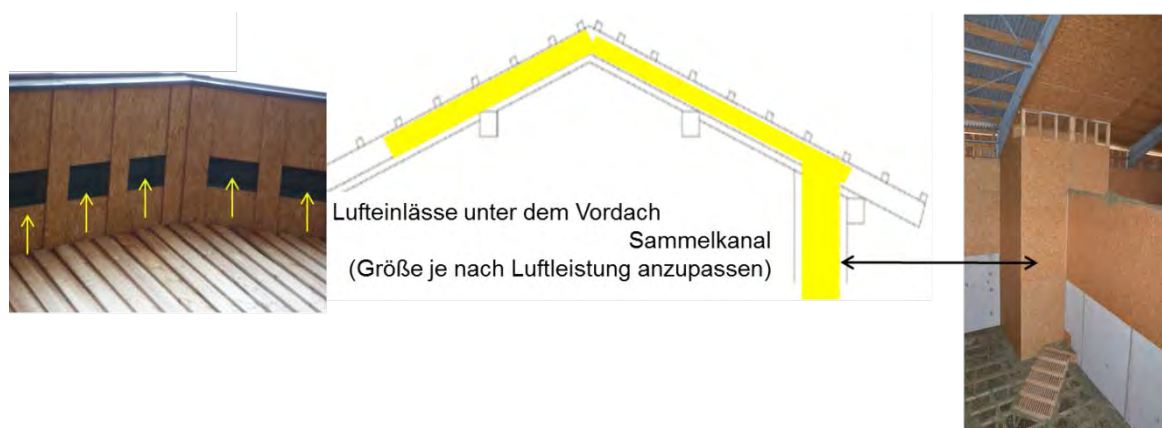 Lufteinlässe unter dem Vordach
Sammelkanal
(Größe je nach Luftleistung anzupassen)